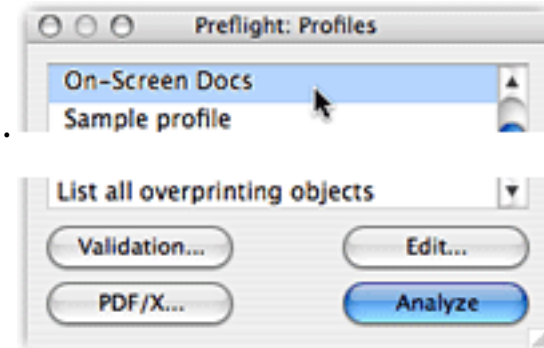 Preflight: Profiles
On-Screen Docs
Sample profile
List all overprinting objects
Validation... Edit...
PDF/X... Analyze